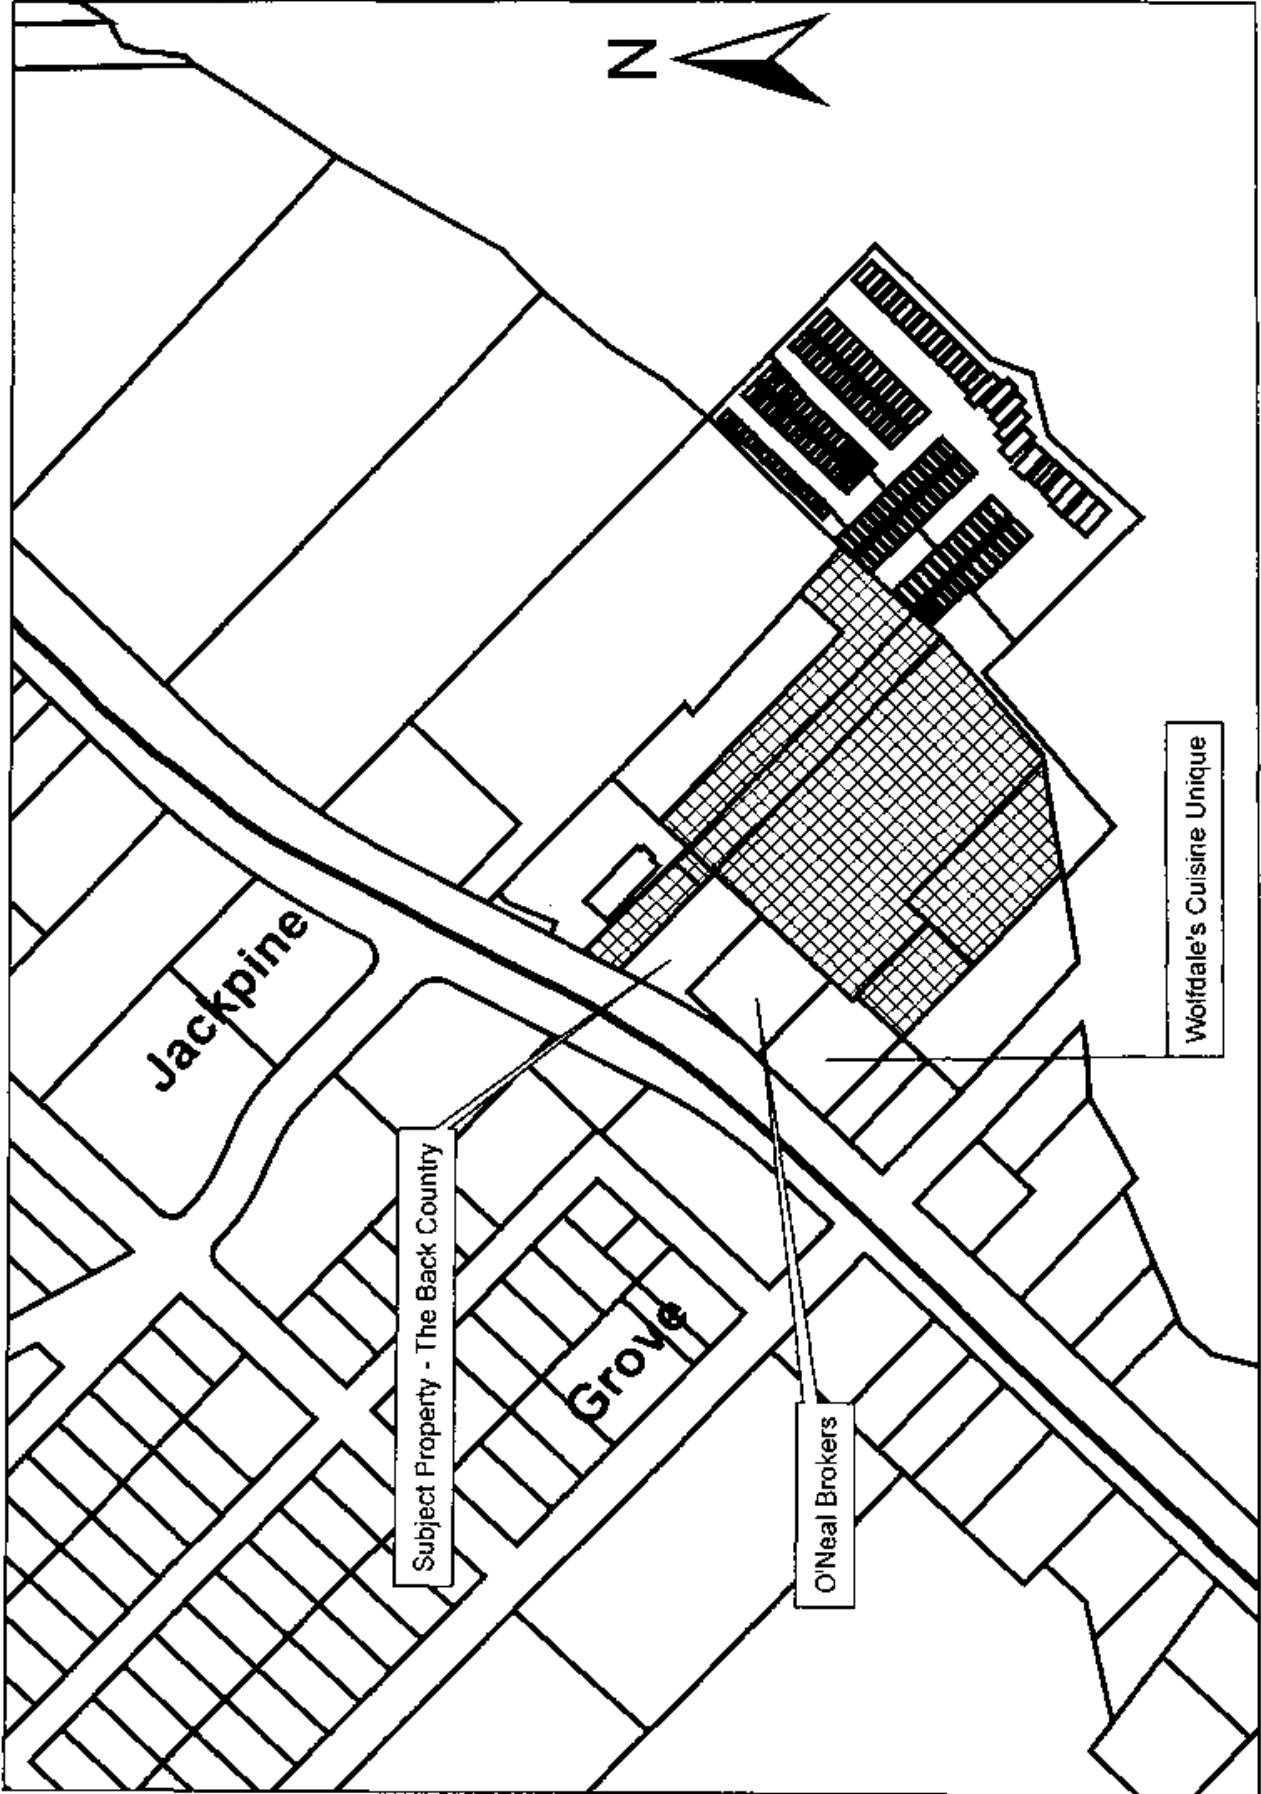 N
Jackpine
Grove
Subject Property - The Back Country
O'Neal Brokers
Wolfdale's Cuisine Unique